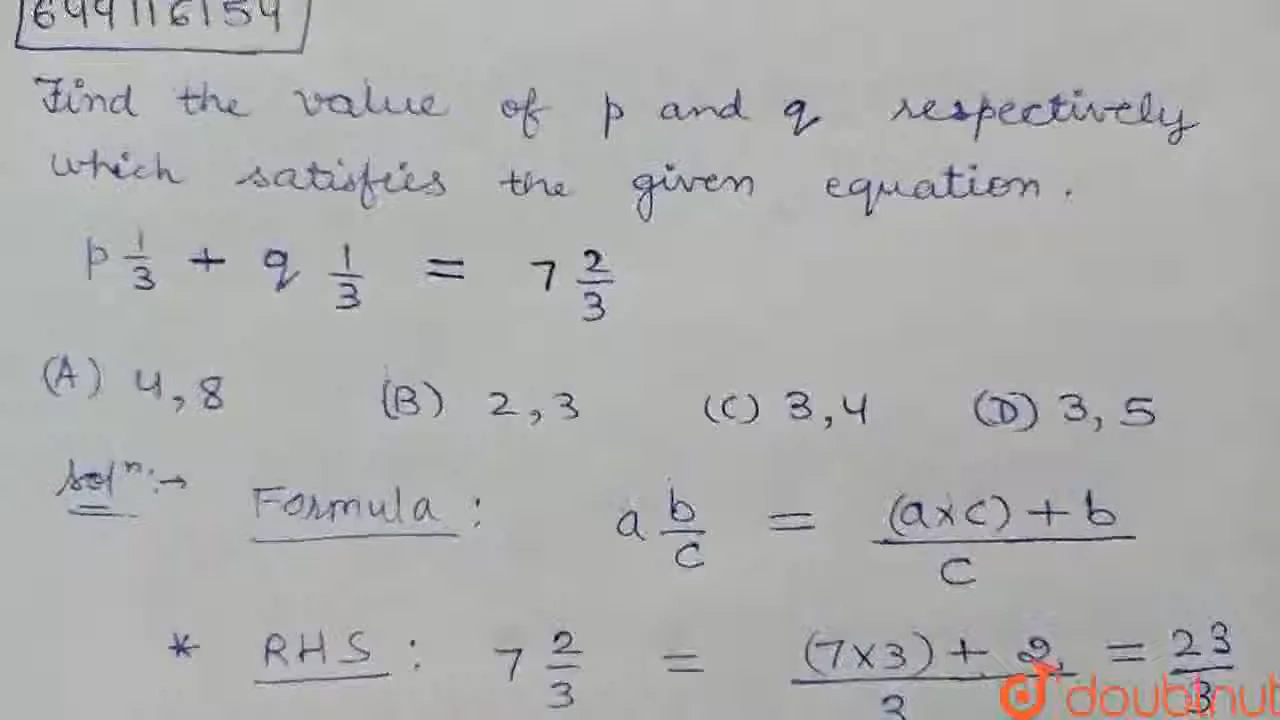 644116154
Find the value of p and q respectively
which satisfies the given equation.
p 1/3 + q 1/3 = 7 2/3
(A) 4, 8 (B) 2, 3 (C) 3, 4 (D) 3, 5
Solⁿ:→ Formula: a b/c = (a×c)+b/c
* RHS: 7 2/3 = (7×3)+2/3 = 23/3
doubtnut